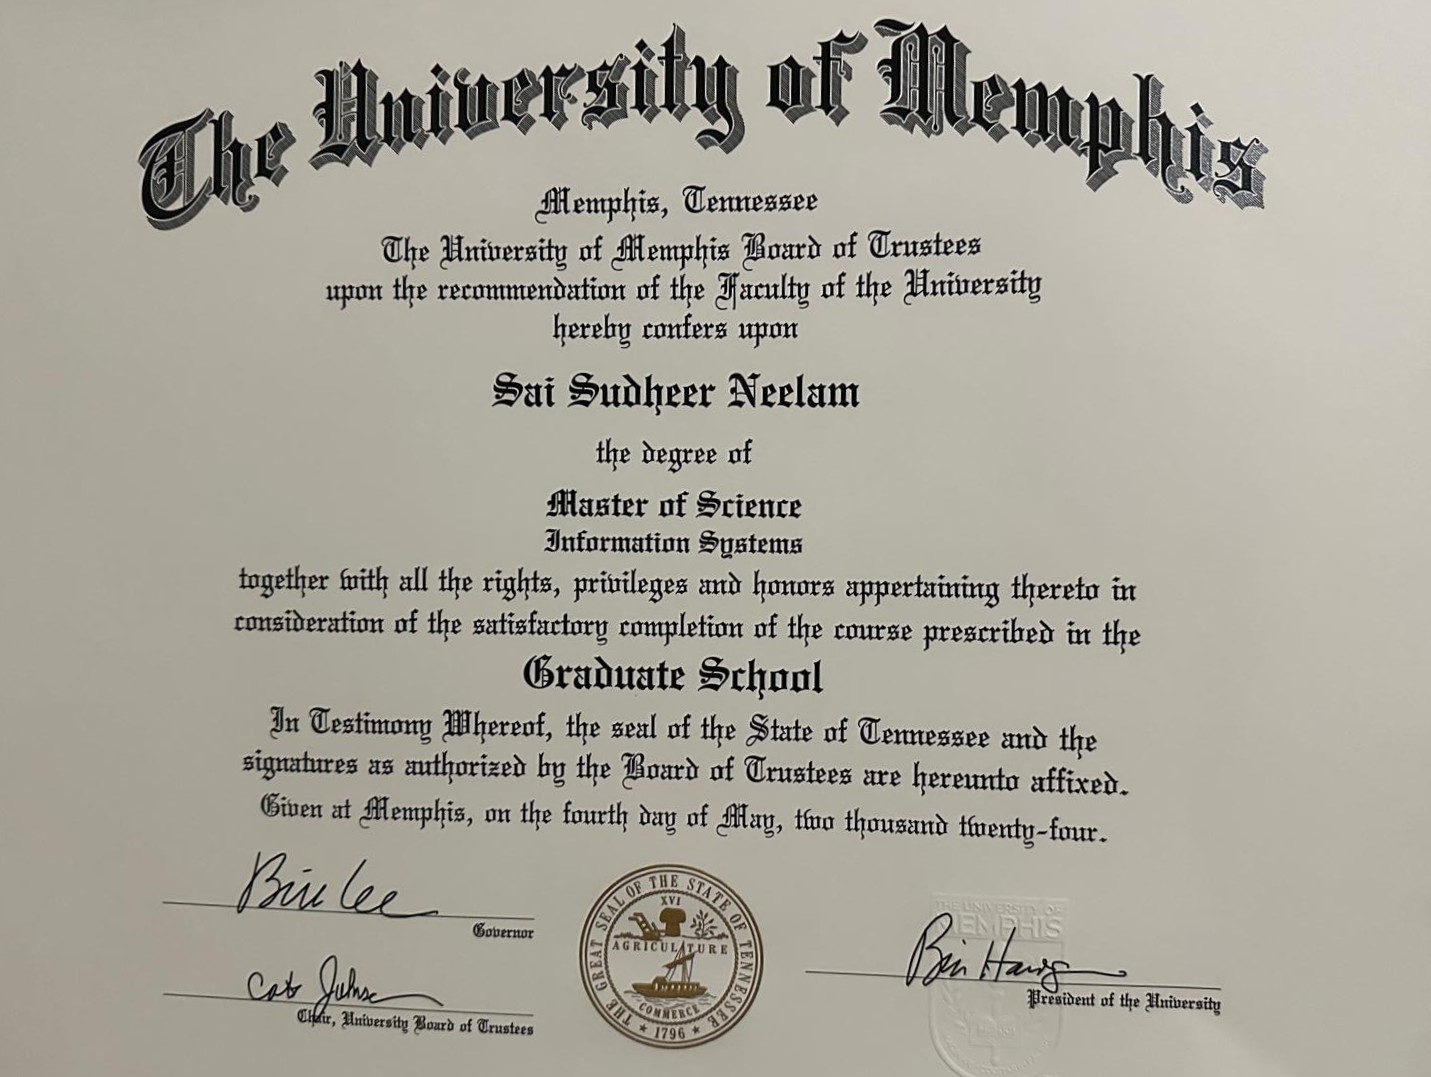 The University of Memphis
Memphis, Tennessee
The University of Memphis Board of Trustees
upon the recommendation of the Faculty of the University
hereby confers upon
Sai Sudheer Neelam
the degree of
Master of Science
Information Systems
together with all the rights, privileges and honors appertaining thereto in
consideration of the satisfactory completion of the course prescribed in the
Graduate School
In Testimony Whereof, the seal of the State of Tennessee and the
signatures as authorized by the Board of Trustees are hereunto affixed.
Given at Memphis, on the fourth day of May, two thousand twenty-four.
Bill Lee
Governor
Chair, University Board of Trustees
THE GREAT SEAL OF THE STATE OF TENNESSEE
XVI
AGRICULTURE
COMMERCE
1796
THE UNIVERSITY OF
MEMPHIS
President of the University